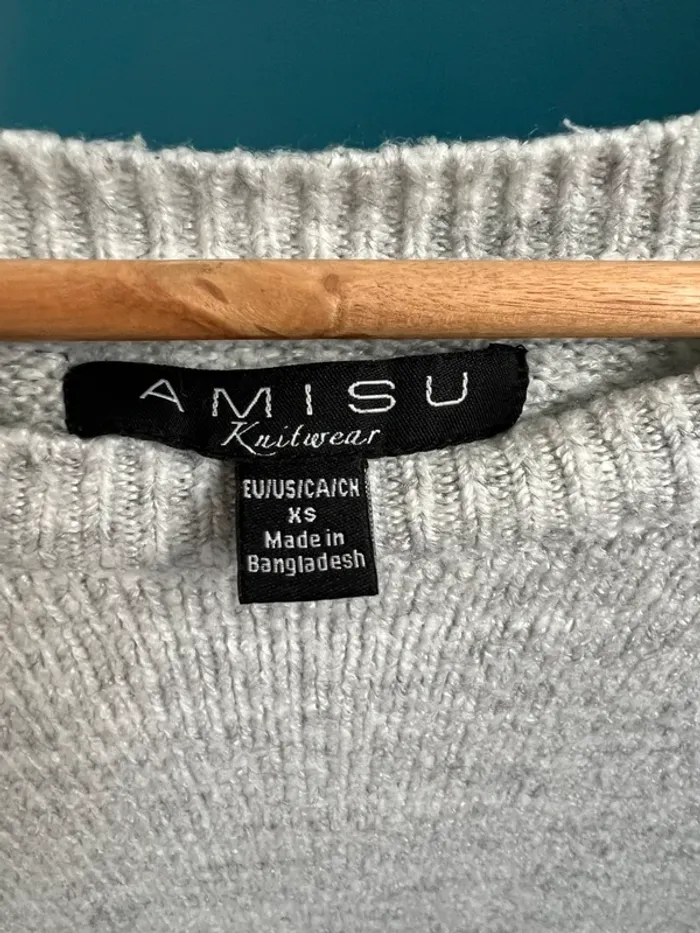 AMISU
Knitwear
EU/US/CA/CH
XS
Made in
Bangladesh